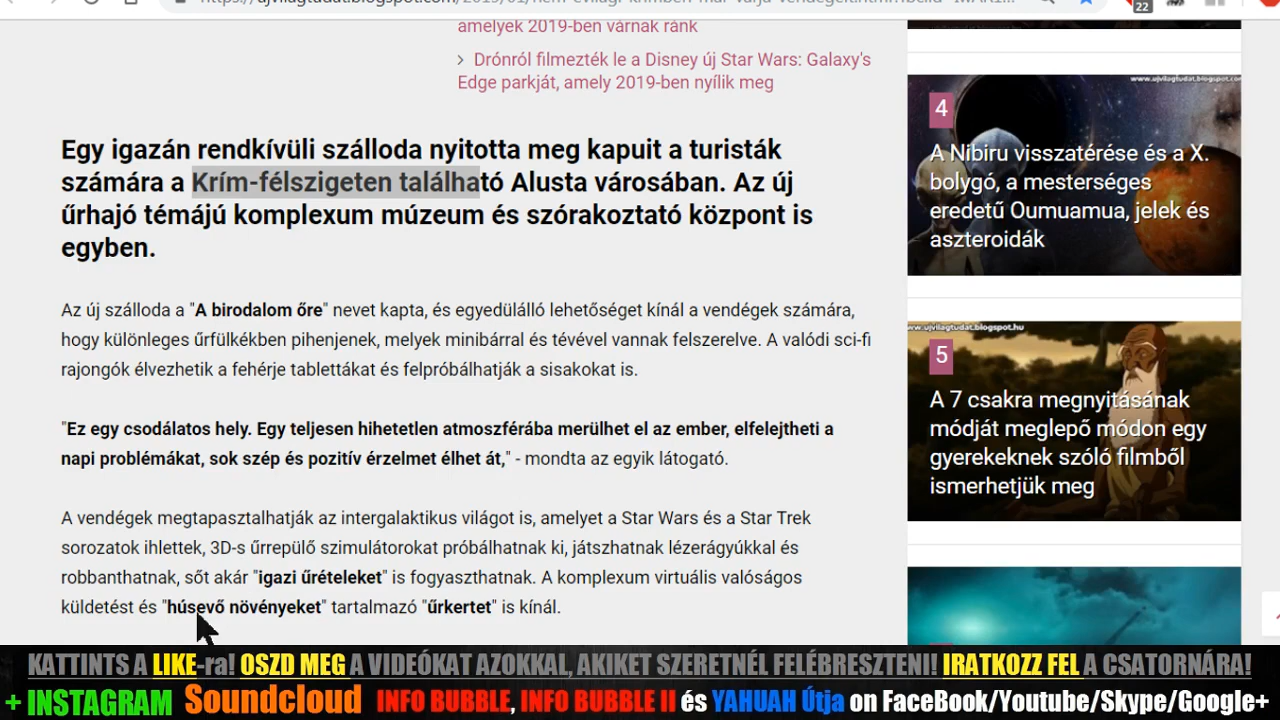 22
amelyek 2019-ben várnak ránk
Drónról filmezték le a Disney új Star Wars: Galaxy's
Edge parkját, amely 2019-ben nyílik meg
Egy igazán rendkívüli szálloda nyitotta meg kapuit a turisták
számára a Krím-félszigeten található Alusta városában. Az új
űrhajó témájú komplexum múzeum és szórakoztató központ is
egyben.
Az új szálloda a "A birodalom őre" nevet kapta, és egyedülálló lehetőséget kínál a vendégek számára,
hogy különleges űrfülkékben pihenjenek, melyek minibárral és tévével vannak felszerelve. A valódi sci-fi
rajongók élvezhetik a fehérje tablettákat és felpróbálhatják a sisakokat is.
"Ez egy csodálatos hely. Egy teljesen hihetetlen atmoszférába merülhet el az ember, elfelejtheti a
napi problémákat, sok szép és pozitív érzelmet élhet át," - mondta az egyik látogató.
A vendégek megtapasztalhatják az intergalaktikus világot is, amelyet a Star Wars és a Star Trek
sorozatok ihlettek, 3D-s űrrepülő szimulátorokat próbálhatnak ki, játszhatnak lézerágyúkkal és
robbanthatnak, sőt akár "igazi űrételeket" is fogyaszthatnak. A komplexum virtuális valóságos
küldetést és "húsevő növényeket" tartalmazó "űrkertet" is kínál.
www.ujvilagtudat.blogspot.co
4
A Nibiru visszatérése és a X.
bolygó, a mesterséges
eredetű Oumuamua, jelek és
aszteroidák
www.ujvilagtudat.blogspot.hu
5
A 7 csakra megnyitásának
módját meglepő módon egy
gyerekeknek szóló filmből
ismerhetjük meg
KATTINTS A LIKE-ra! OSZD MEG A VIDEÓKAT AZOKKAL, AKIKET SZERETNÉL FELÉBRESZTENI! IRATKOZZ FEL A CSATORNÁRA!
+ INSTAGRAM Soundcloud INFO BUBBLE, INFO BUBBLE II és YAHUAH Útja on FaceBook/Youtube/Skype/Google+